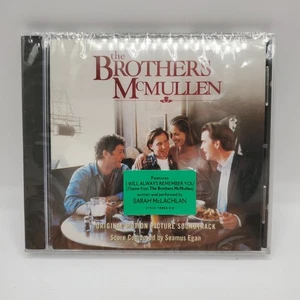 the
BROTHERS
McMULLEN
Features
I WILL ALWAYS REMEMBER YOU
(Theme from The Brothers McMullen)
written and performed by
SARAH McLACHLAN
ORIGINAL MOTION PICTURE SOUNDTRACK
Score Composed by Seamus Egan